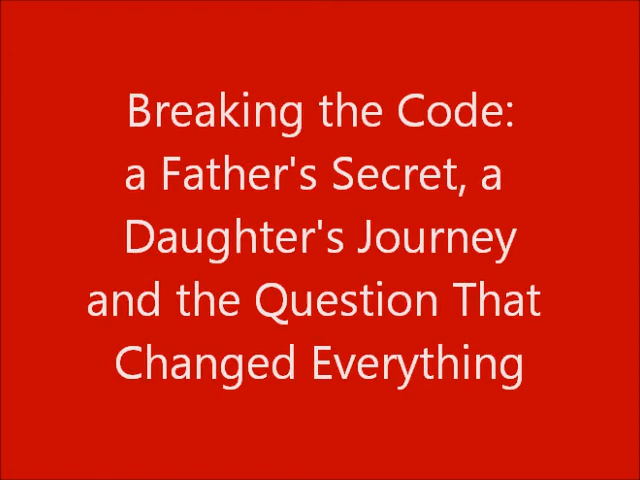 Breaking the Code:
a Father's Secret, a
Daughter's Journey
and the Question That
Changed Everything